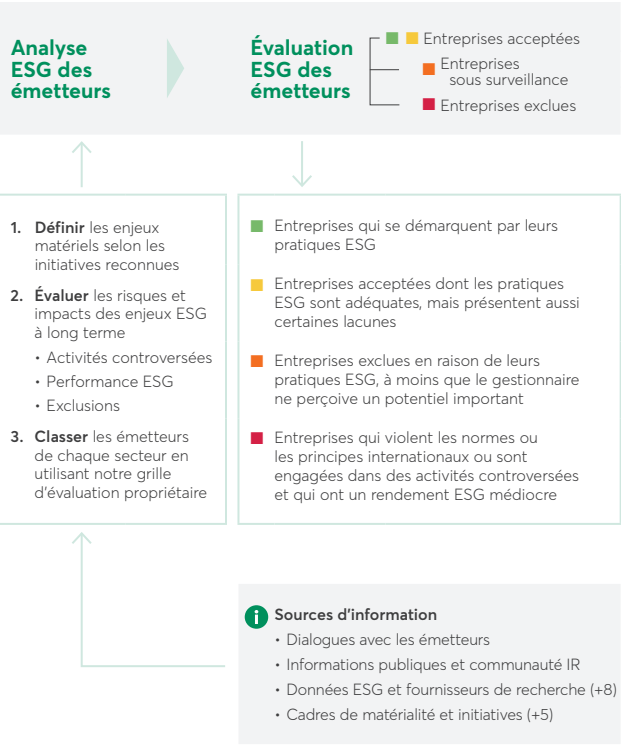 Analyse
ESG des
émetteurs
Évaluation
ESG des
émetteurs
Entreprises acceptées
Entreprises
sous surveillance
Entreprises exclues
1. Définir les enjeux
matériels selon les
initiatives reconnues
2. Évaluer les risques et
impacts des enjeux ESG
à long terme
• Activités controversées
• Performance ESG
• Exclusions
3. Classer les émetteurs
de chaque secteur en
utilisant notre grille
d'évaluation propriétaire
Entreprises qui se démarquent par leurs
pratiques ESG
Entreprises acceptées dont les pratiques
ESG sont adéquates, mais présentent aussi
certaines lacunes
Entreprises exclues en raison de leurs
pratiques ESG, à moins que le gestionnaire
ne perçoive un potentiel important
Entreprises qui violent les normes ou
les principes internationaux ou sont
engagées dans des activités controversées
et qui ont un rendement ESG médiocre
i Sources d'information
• Dialogues avec les émetteurs
• Informations publiques et communauté IR
• Données ESG et fournisseurs de recherche (+8)
• Cadres de matérialité et initiatives (+5)